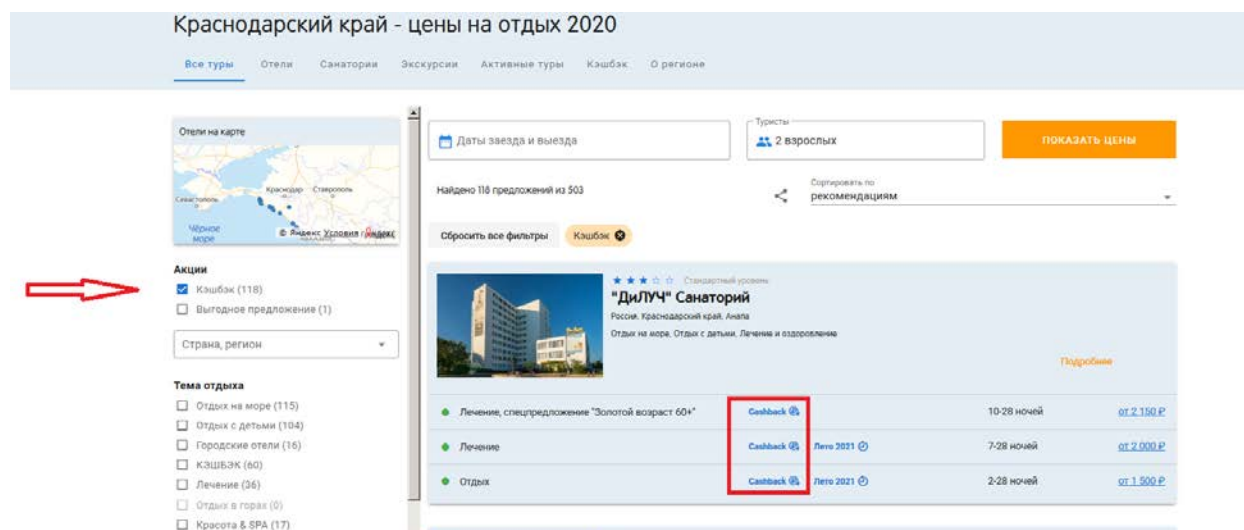 Краснодарский край - цены на отдых 2020
Все туры Отели Санатории Экскурсии Активные туры Кэшбэк О регионе
Отели на карте
Краснодар Ставрополь
Севастополь
Чёрное
море
© Яндекс Условия Яндекс
Акции
Кэшбэк (118)
Выгодное предложение (1)
Страна, регион
Тема отдыха
Отдых на море (115)
Отдых с детьми (104)
Городские отели (16)
КЭШБЭК (60)
Лечение (36)
Отдых в горах (0)
Красота & SPA (17)
Даты заезда и выезда
Туристы
2 взрослых
ПОКАЗАТЬ ЦЕНЫ
Найдено 118 предложений из 503
Сортировать по
рекомендациям
Сбросить все фильтры Кэшбэк
Стандартный уровень
"ДиЛУЧ" Санаторий
Россия, Краснодарский край, Анапа
Отдых на море, Отдых с детьми, Лечение и оздоровление
Подробнее
Лечение, спецпредложение "Золотой возраст 60+" Cashback 10-28 ночей от 2 150 ₽
Лечение Cashback Лето 2021 7-28 ночей от 2 000 ₽
Отдых Cashback Лето 2021 2-28 ночей от 1 500 ₽